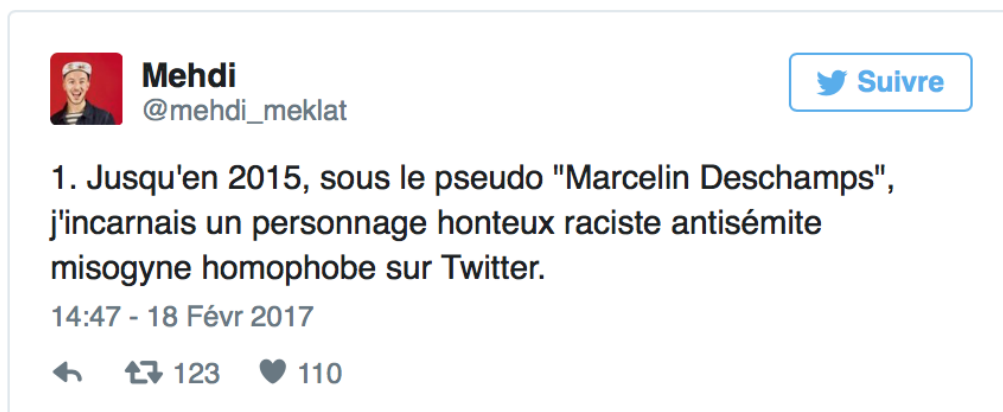 Mehdi
@mehdi_meklat
Suivre
1. Jusqu'en 2015, sous le pseudo "Marcelin Deschamps",
j'incarnais un personnage honteux raciste antisémite
misogyne homophobe sur Twitter.
14:47 - 18 Févr 2017
123 110